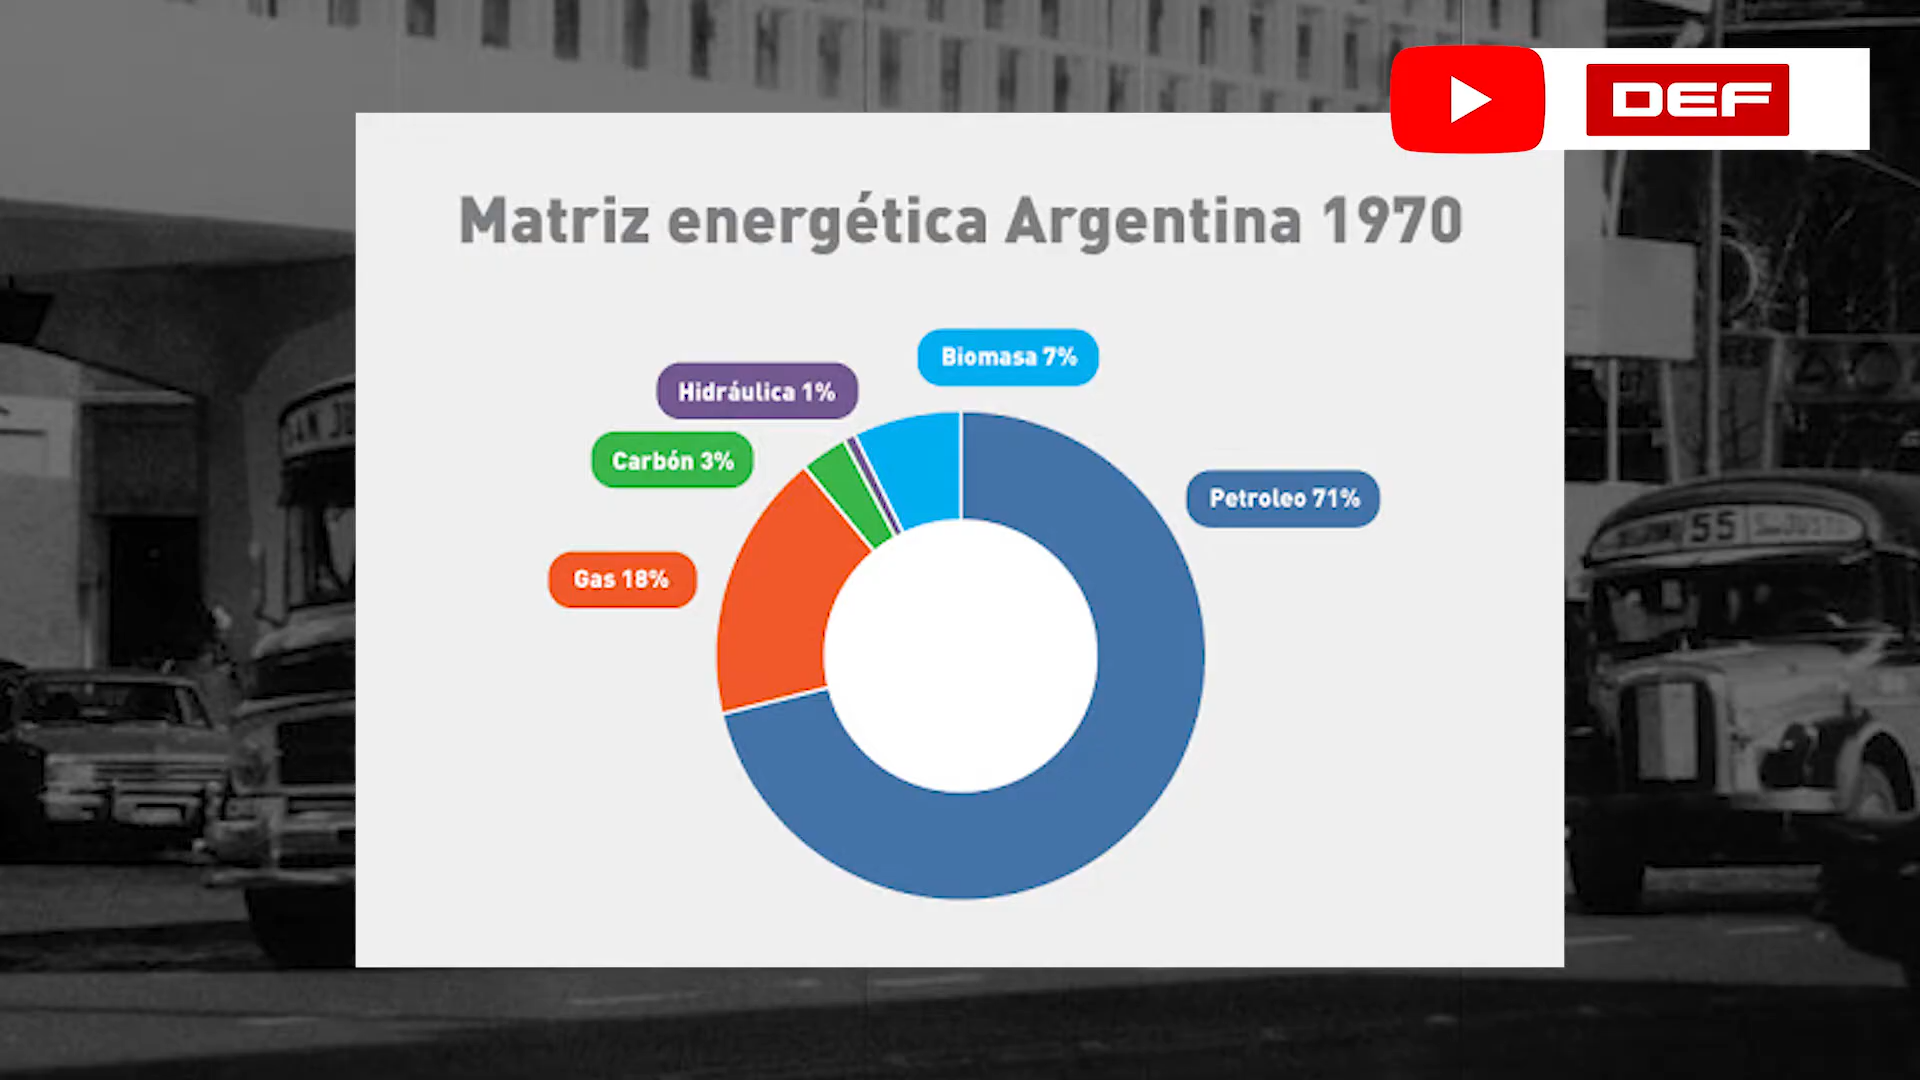 DEF
Matriz energética Argentina 1970
Biomasa 7%
Hidráulica 1%
Carbón 3%
Petroleo 71%
Gas 18%
55